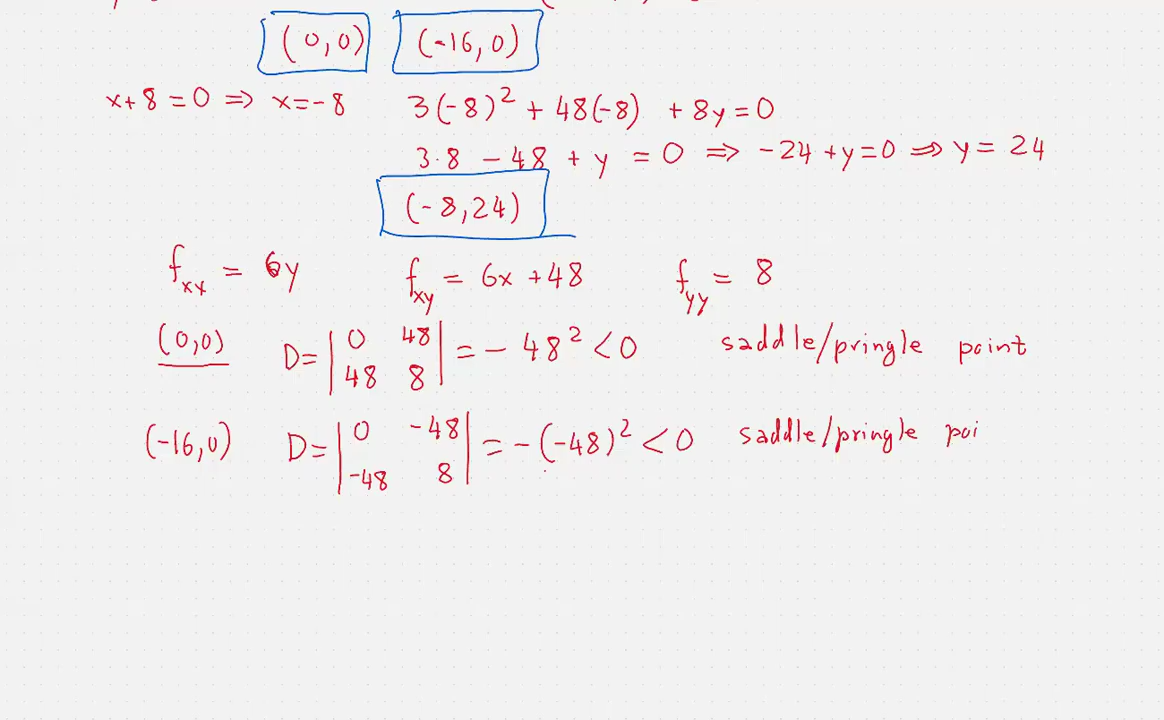 (0,0) (-16,0)
x+8=0 ⇒ x=-8 3(-8)² + 48(-8) + 8y=0
3·8 - 48 + y = 0 ⇒ -24 + y=0 ⇒ y = 24
(-8,24)
f_xx = 6y f_xy = 6x +48 f_yy = 8
(0,0) D= |0 48; 48 8| = - 48² < 0 saddle/pringle point
(-16,0) D= |0 -48; -48 8| = -(-48)² < 0 saddle/pringle poi